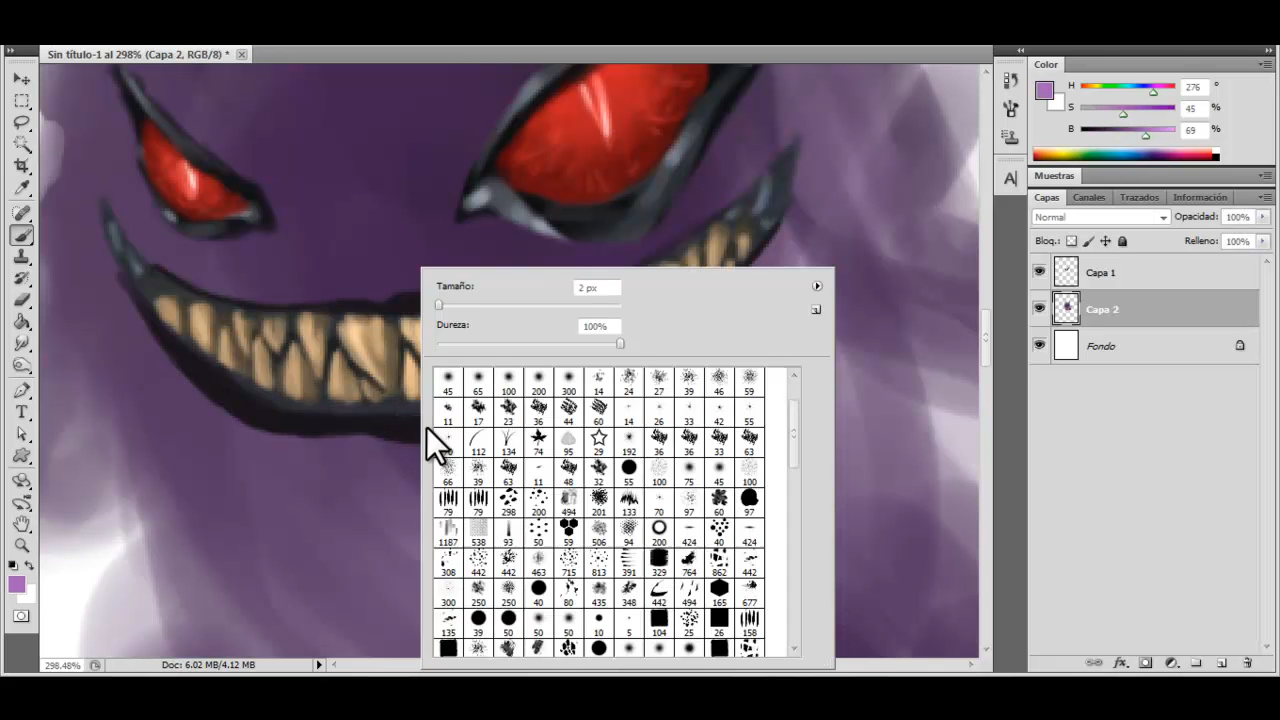 Sin título-1 al 298% (Capa 2, RGB/8) *
Color
H 276 °
S 45 %
B 69 %
Muestras
Capas Canales Trazados Información
Normal Opacidad: 100%
Bloq.: Relleno: 100%
Capa 1
Capa 2
Fondo
A
Tamaño: 2 px
Dureza: 100%
45 65 100 200 300 14 24 27 39 46 59
11 17 23 36 44 60 14 26 33 42 55
112 134 74 95 29 192 36 36 33 63
66 39 63 11 48 32 55 100 75 45 100
79 79 298 200 494 201 133 70 97 60 97
1187 538 93 50 59 506 94 200 424 40 424
308 442 442 463 715 813 391 329 764 862 442
300 250 250 40 80 435 348 442 494 165 677
135 39 50 50 50 10 5 104 25 26 158
298.48% Doc: 6.02 MB/4.12 MB